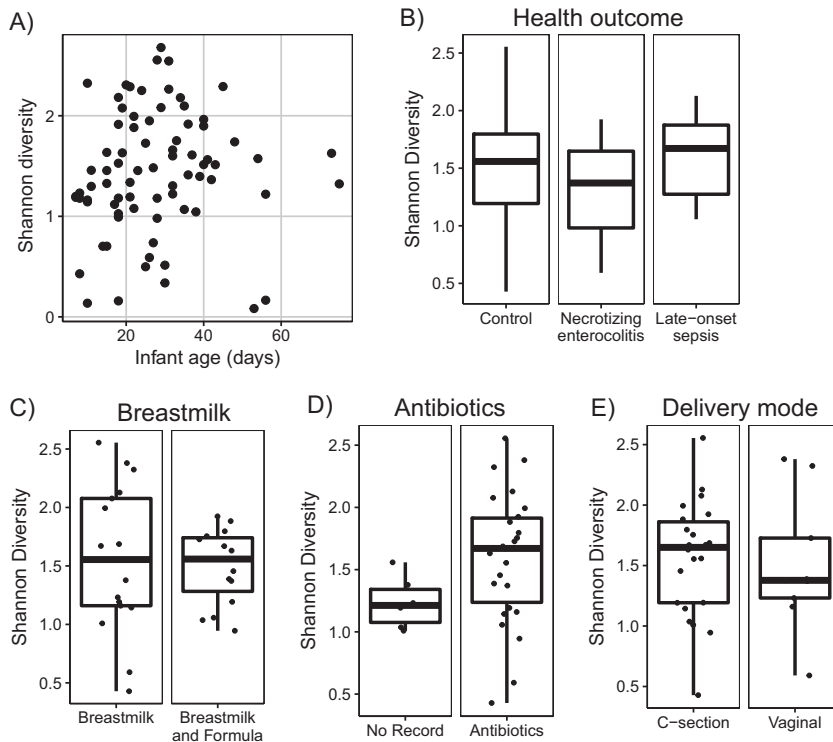 A)
Shannon diversity
2
1
0
20
40
60
Infant age (days)
B)
Health outcome
Shannon Diversity
2.5
2.0
1.5
1.0
0.5
Control
Necrotizing
enterocolitis
Late−onset
sepsis
C)
Breastmilk
Shannon Diversity
2.5
2.0
1.5
1.0
0.5
Breastmilk
Breastmilk
and Formula
D)
Antibiotics
Shannon Diversity
2.5
2.0
1.5
1.0
0.5
No Record
Antibiotics
E)
Delivery mode
Shannon Diversity
2.5
2.0
1.5
1.0
0.5
C−section
Vaginal